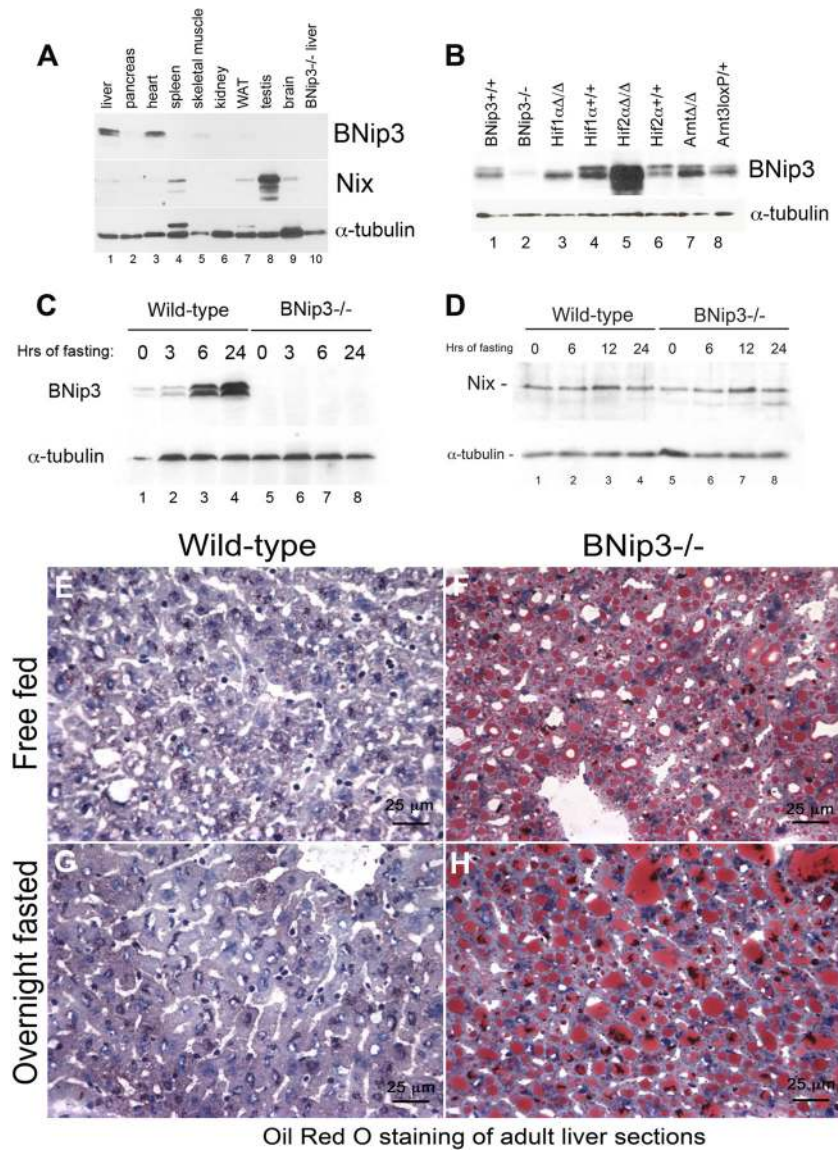 A
liver
pancreas
heart
spleen
skeletal muscle
kidney
WAT
testis
brain
BNip3-/- liver
BNip3
Nix
α-tubulin
1 2 3 4 5 6 7 8 9 10
B
BNip3+/+
BNip3-/-
Hif1αΔ/Δ
Hif1α+/+
Hif2αΔ/Δ
Hif2α+/+
ArntΔ/Δ
Arnt3loxP/+
BNip3
α-tubulin
1 2 3 4 5 6 7 8
C
Wild-type BNip3-/-
Hrs of fasting: 0 3 6 24 0 3 6 24
BNip3
α-tubulin
1 2 3 4 5 6 7 8
D
Wild-type BNip3-/-
Hrs of fasting 0 6 12 24 0 6 12 24
Nix -
α-tubulin -
1 2 3 4 5 6 7 8
Wild-type BNip3-/-
Free fed
E
25 μm
F
25 μm
Overnight fasted
G
25 μm
H
25 μm
Oil Red O staining of adult liver sections